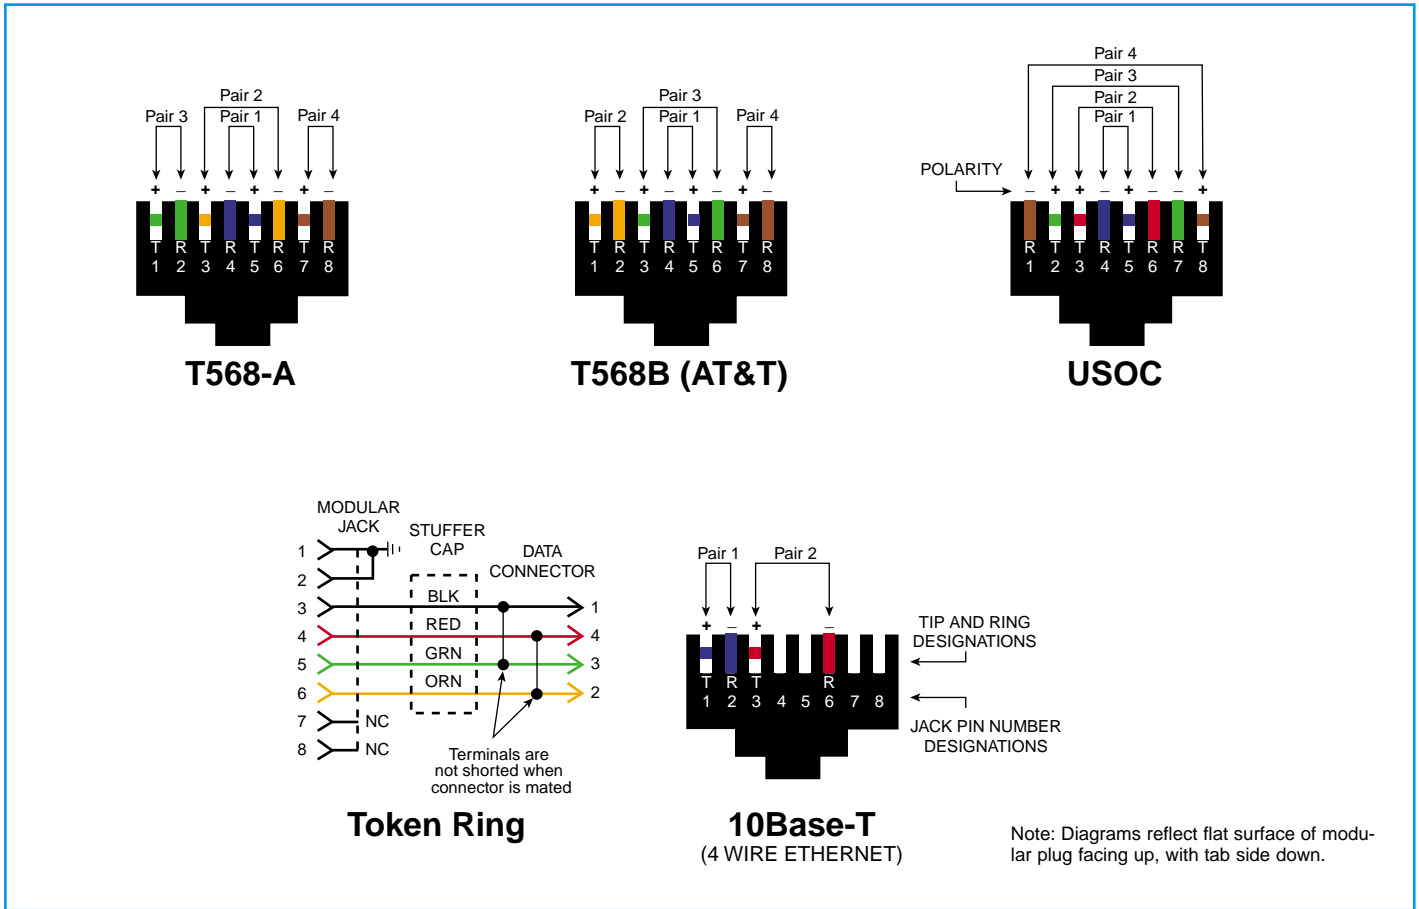 Pair 3
Pair 2
Pair 1
Pair 4
+ – + – + – + –
T R T R T R T R
1 2 3 4 5 6 7 8
T568-A
Pair 2
Pair 3
Pair 1
Pair 4
+ – + – + – + –
T R T R T R T R
1 2 3 4 5 6 7 8
T568B (AT&T)
Pair 4
Pair 3
Pair 2
Pair 1
POLARITY
– + + – + – – +
R T T R T R R T
1 2 3 4 5 6 7 8
USOC
MODULAR
JACK
STUFFER
CAP
DATA
CONNECTOR
1
2
3 BLK 1
4 RED 4
5 GRN 3
6 ORN 2
7 NC
8 NC
Terminals are
not shorted when
connector is mated
Token Ring
Pair 1
Pair 2
+ – + –
T R T R
1 2 3 4 5 6 7 8
TIP AND RING
DESIGNATIONS
JACK PIN NUMBER
DESIGNATIONS
10Base-T
(4 WIRE ETHERNET)
Note: Diagrams reflect flat surface of modu-
lar plug facing up, with tab side down.